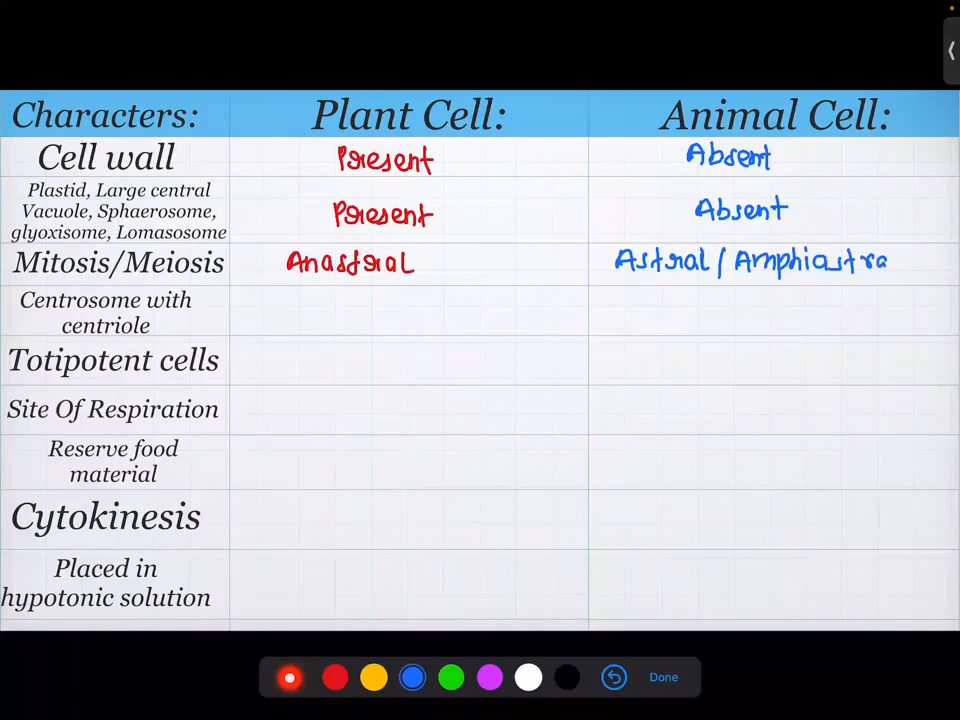 Characters: Plant Cell: Animal Cell:
Cell wall Present Absent
Plastid, Large central
Vacuole, Sphaerosome,
glyoxisome, Lomasosome Present Absent
Mitosis/Meiosis Anastral Astral/Amphiastra
Centrosome with
centriole
Totipotent cells
Site Of Respiration
Reserve food
material
Cytokinesis
Placed in
hypotonic solution
Done